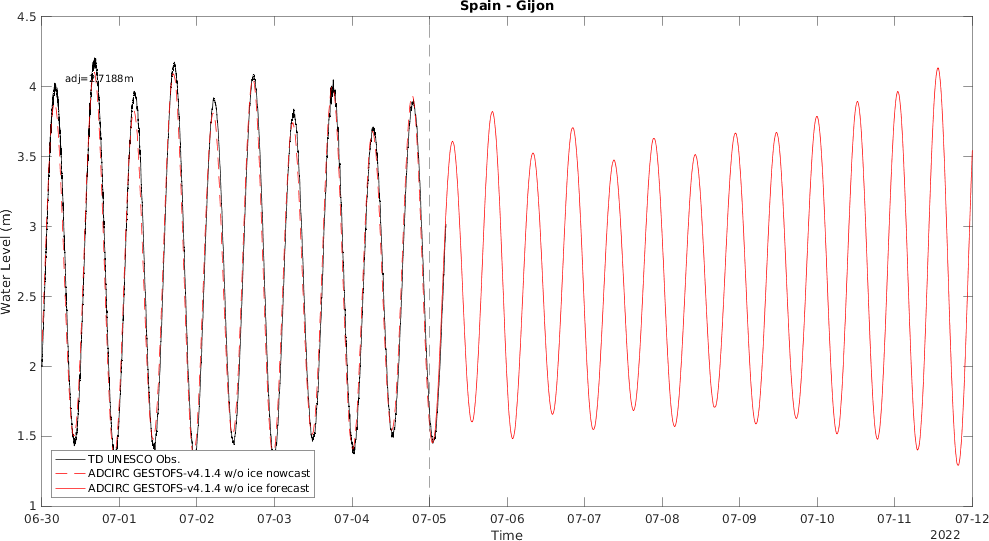 Spain - Gijon
4.5
4
3.5
3
2.5
2
1.5
1
Water Level (m)
adj=2.7188m
TD UNESCO Obs.
ADCIRC GESTOFS-v4.1.4 w/o ice nowcast
ADCIRC GESTOFS-v4.1.4 w/o ice forecast
06-30 07-01 07-02 07-03 07-04 07-05 07-06 07-07 07-08 07-09 07-10 07-11 07-12
Time
2022